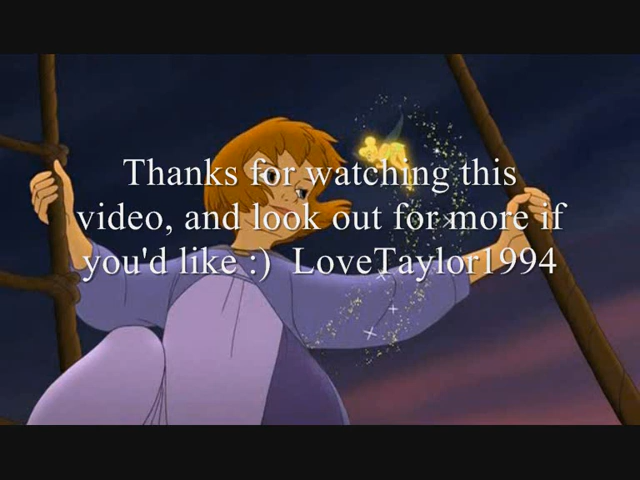 Thanks for watching this
video, and look out for more if
you'd like :)  LoveTaylor1994